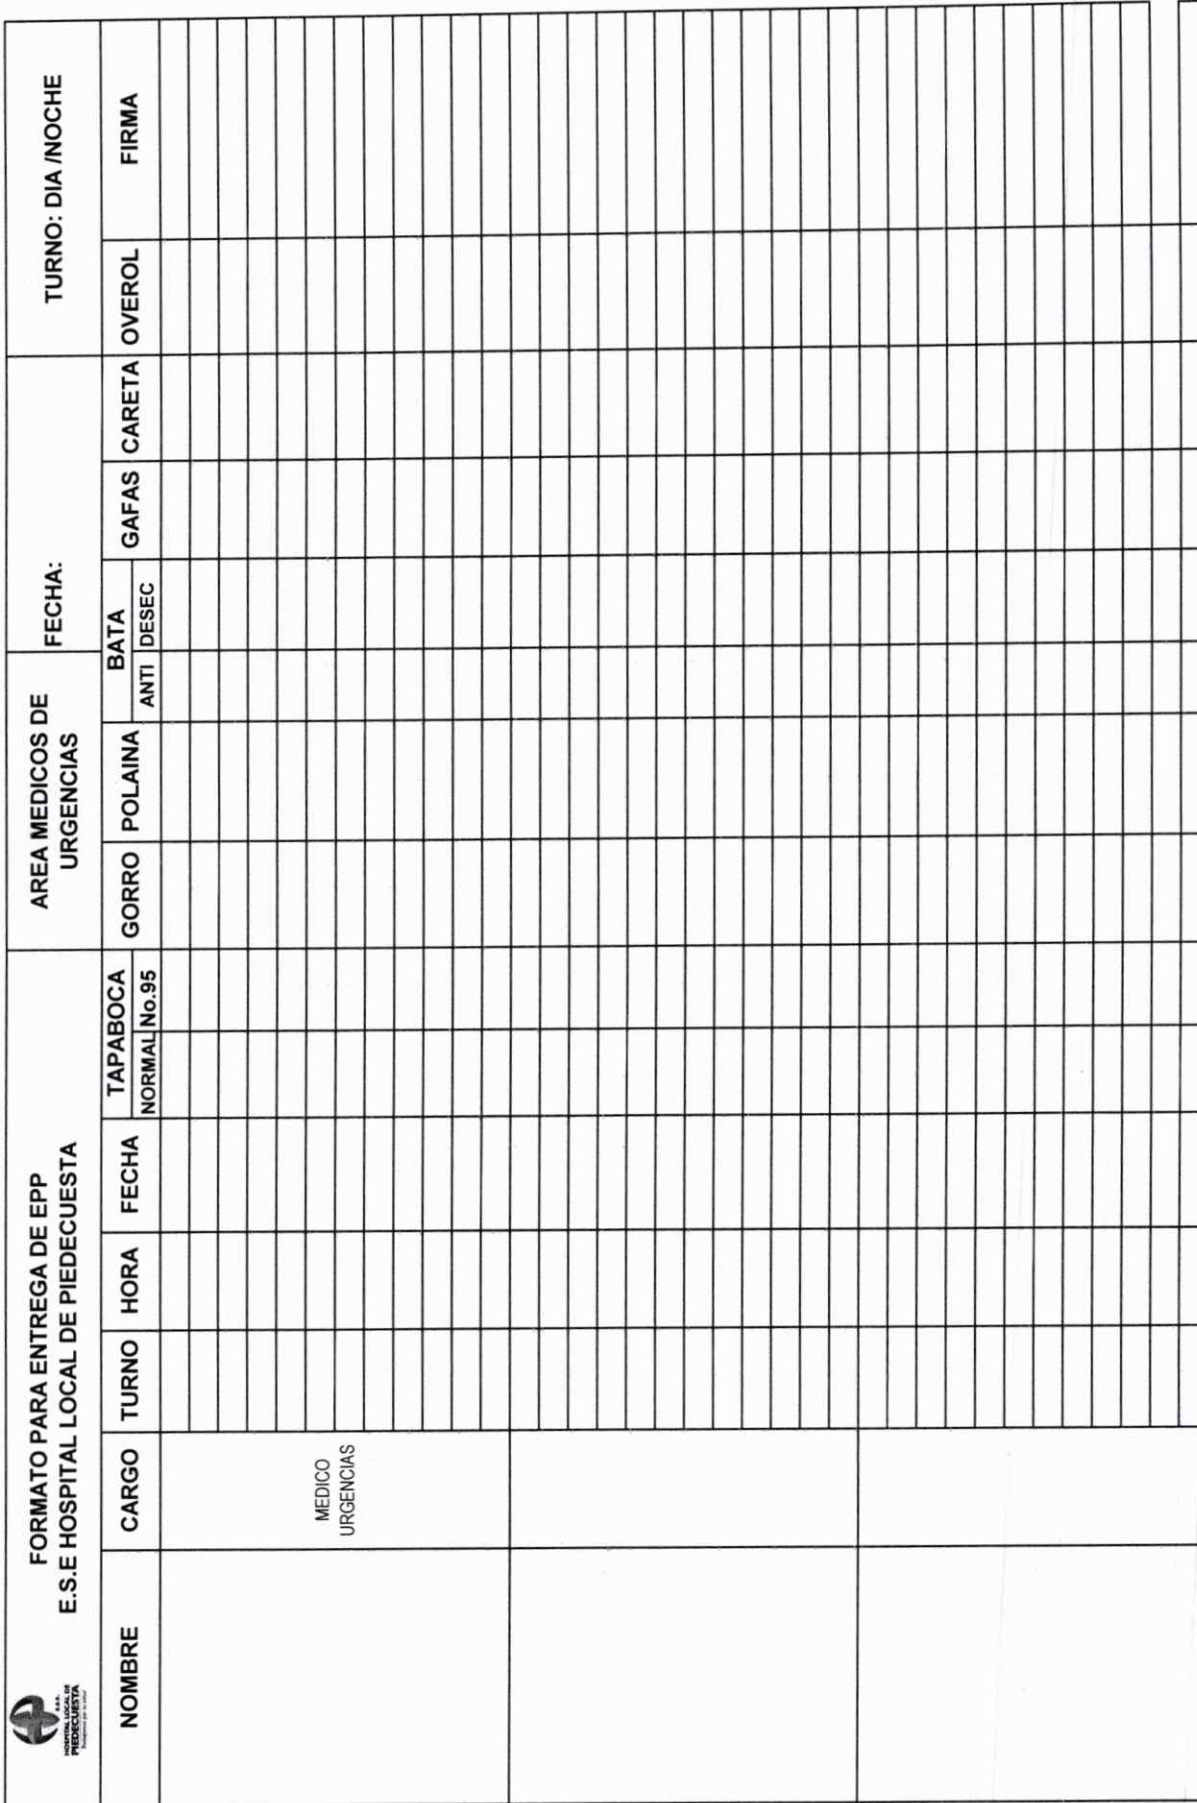 E.S.E.
HOSPITAL LOCAL DE
PIEDECUESTA
FORMATO PARA ENTREGA DE EPP
E.S.E HOSPITAL LOCAL DE PIEDECUESTA
AREA MEDICOS DE
URGENCIAS
FECHA:
TURNO: DIA /NOCHE
NOMBRE
CARGO
TURNO
HORA
FECHA
TAPABOCA
NORMAL
No.95
GORRO
POLAINA
BATA
ANTI
DESEC
GAFAS
CARETA
OVEROL
FIRMA
MEDICO
URGENCIAS